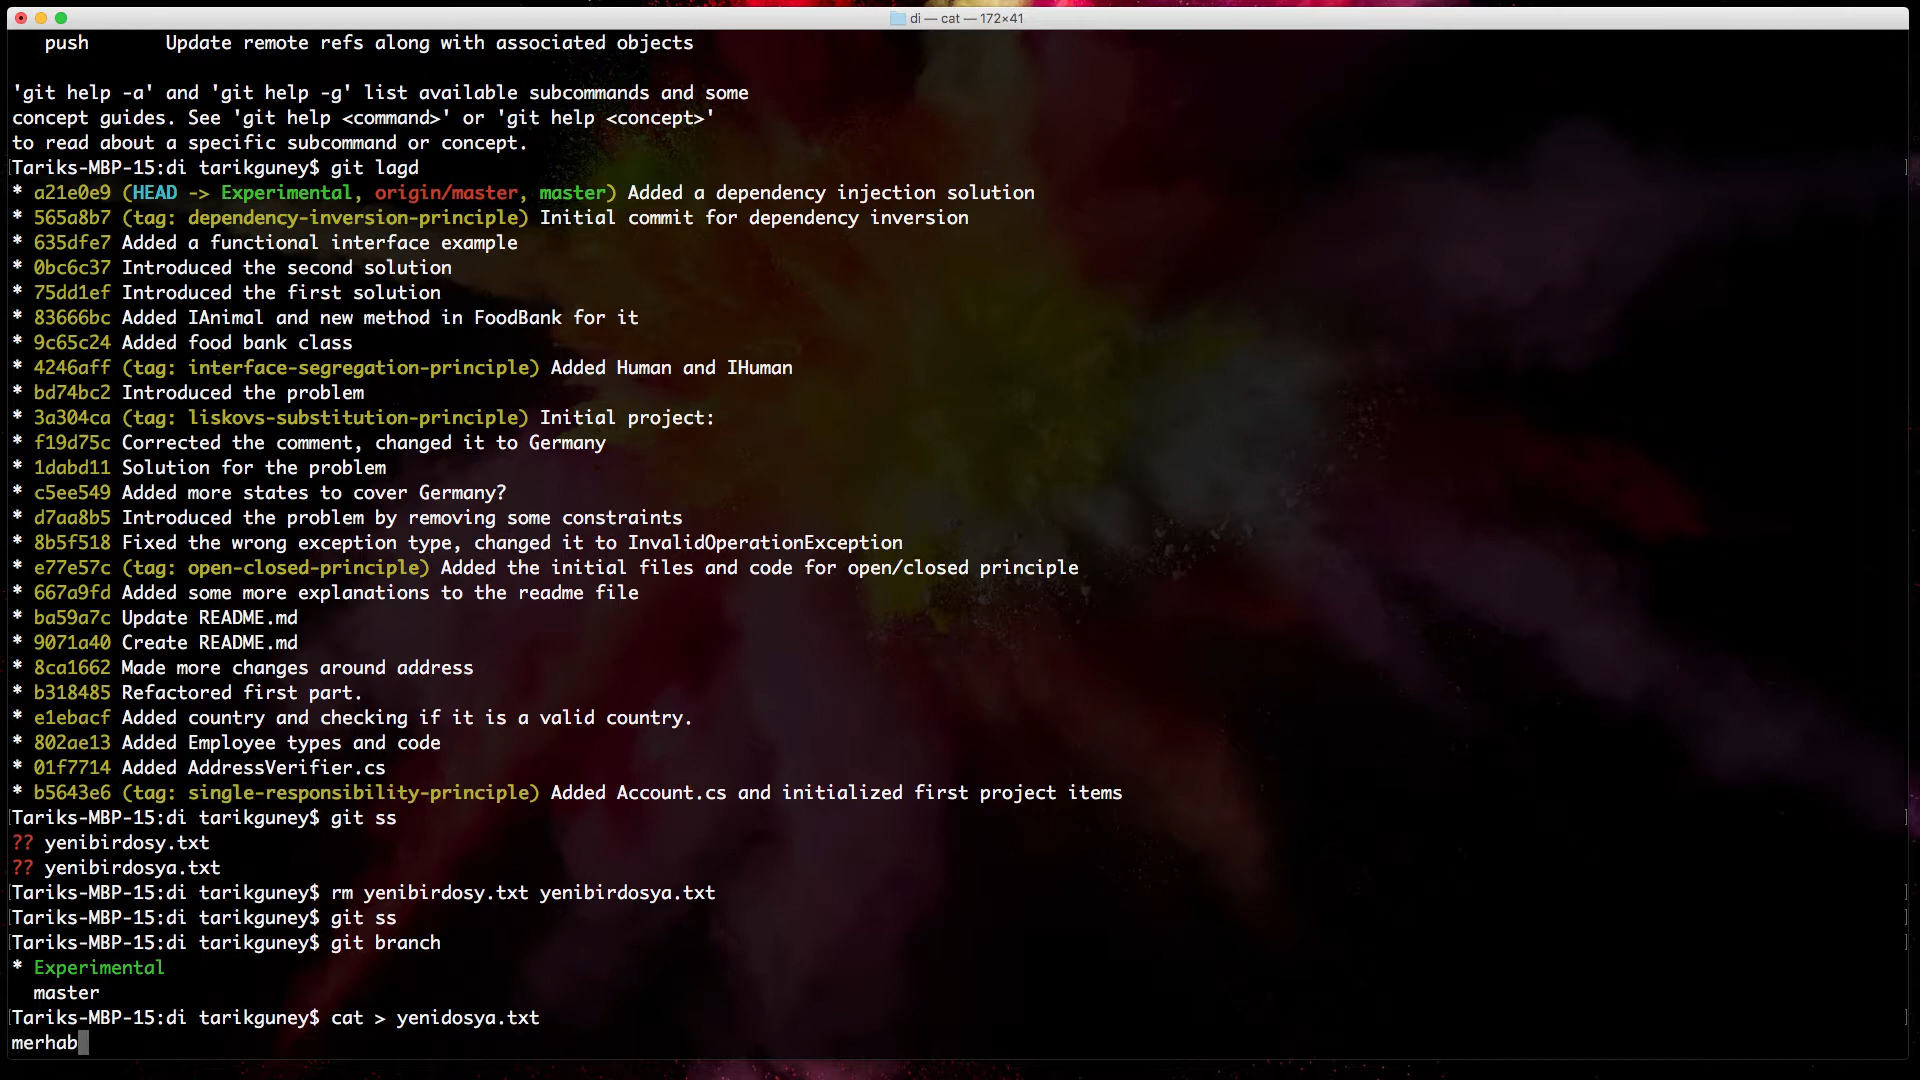 di — cat — 172×41
push       Update remote refs along with associated objects
'git help -a' and 'git help -g' list available subcommands and some
concept guides. See 'git help <command>' or 'git help <concept>'
to read about a specific subcommand or concept.
[Tariks-MBP-15:di tarikguney$ git lagd ]
* a21e0e9 (HEAD -> Experimental, origin/master, master) Added a dependency injection solution
* 565a8b7 (tag: dependency-inversion-principle) Initial commit for dependency inversion
* 635dfe7 Added a functional interface example
* 0bc6c37 Introduced the second solution
* 75dd1ef Introduced the first solution
* 83666bc Added IAnimal and new method in FoodBank for it
* 9c65c24 Added food bank class
* 4246aff (tag: interface-segregation-principle) Added Human and IHuman
* bd74bc2 Introduced the problem
* 3a304ca (tag: liskovs-substitution-principle) Initial project:
* f19d75c Corrected the comment, changed it to Germany
* 1dabd11 Solution for the problem
* c5ee549 Added more states to cover Germany?
* d7aa8b5 Introduced the problem by removing some constraints
* 8b5f518 Fixed the wrong exception type, changed it to InvalidOperationException
* e77e57c (tag: open-closed-principle) Added the initial files and code for open/closed principle
* 667a9fd Added some more explanations to the readme file
* ba59a7c Update README.md
* 9071a40 Create README.md
* 8ca1662 Made more changes around address
* b318485 Refactored first part.
* e1ebacf Added country and checking if it is a valid country.
* 802ae13 Added Employee types and code
* 01f7714 Added AddressVerifier.cs
* b5643e6 (tag: single-responsibility-principle) Added Account.cs and initialized first project items
[Tariks-MBP-15:di tarikguney$ git ss ]
?? yenibirdosy.txt
?? yenibirdosya.txt
[Tariks-MBP-15:di tarikguney$ rm yenibirdosy.txt yenibirdosya.txt ]
[Tariks-MBP-15:di tarikguney$ git ss ]
[Tariks-MBP-15:di tarikguney$ git branch ]
* Experimental
  master
[Tariks-MBP-15:di tarikguney$ cat > yenidosya.txt ]
merhab